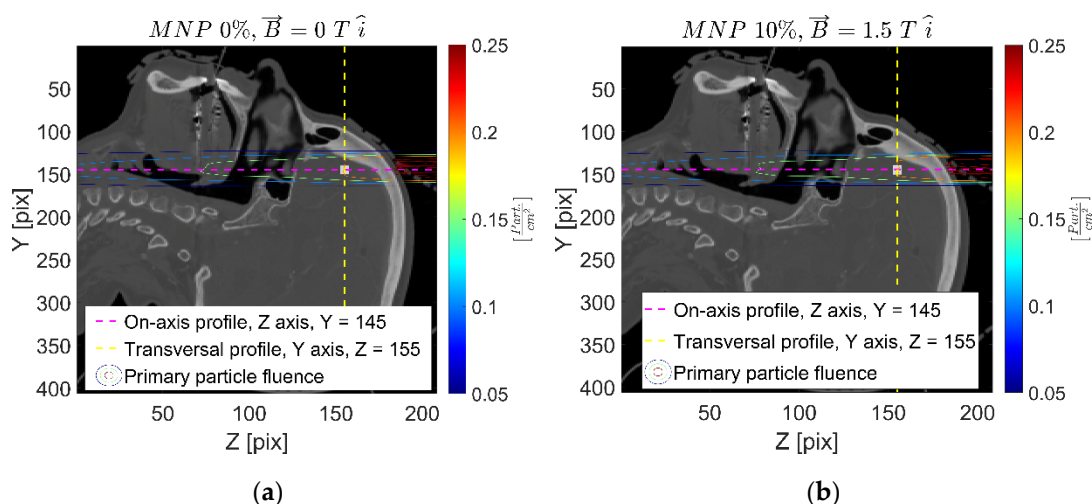 MNP 0%, B⃗ = 0 T î
0.25
0.2
0.15
0.1
0.05
[Part./cm²]
50
100
150
200
250
300
350
400
Y [pix]
50
100
150
200
Z [pix]
On-axis profile, Z axis, Y = 145
Transversal profile, Y axis, Z = 155
Primary particle fluence
(a)
MNP 10%, B⃗ = 1.5 T î
0.25
0.2
0.15
0.1
0.05
[Part./cm²]
50
100
150
200
250
300
350
400
Y [pix]
50
100
150
200
Z [pix]
On-axis profile, Z axis, Y = 145
Transversal profile, Y axis, Z = 155
Primary particle fluence
(b)